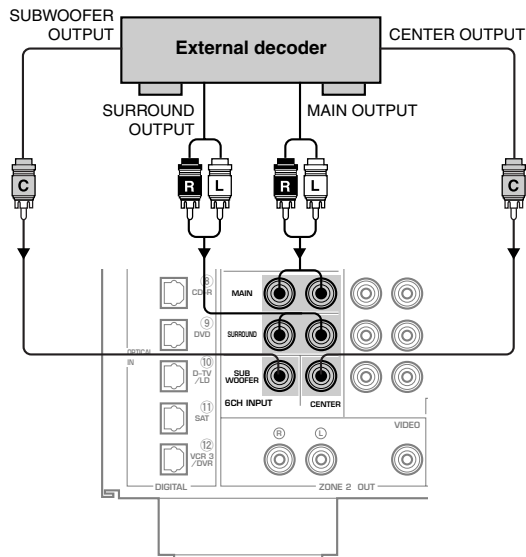 SUBWOOFER
OUTPUT
External decoder
CENTER OUTPUT
SURROUND
OUTPUT
MAIN OUTPUT
C
R
L
R
L
C
⑧
CD-R
⑨
DVD
OPTICAL
IN
⑩
D-TV
/LD
⑪
SAT
⑫
VCR 3
/DVR
DIGITAL
MAIN
SURROUND
SUB
WOOFER
6CH INPUT
CENTER
Ⓡ
Ⓛ
VIDEO
ZONE 2 OUT